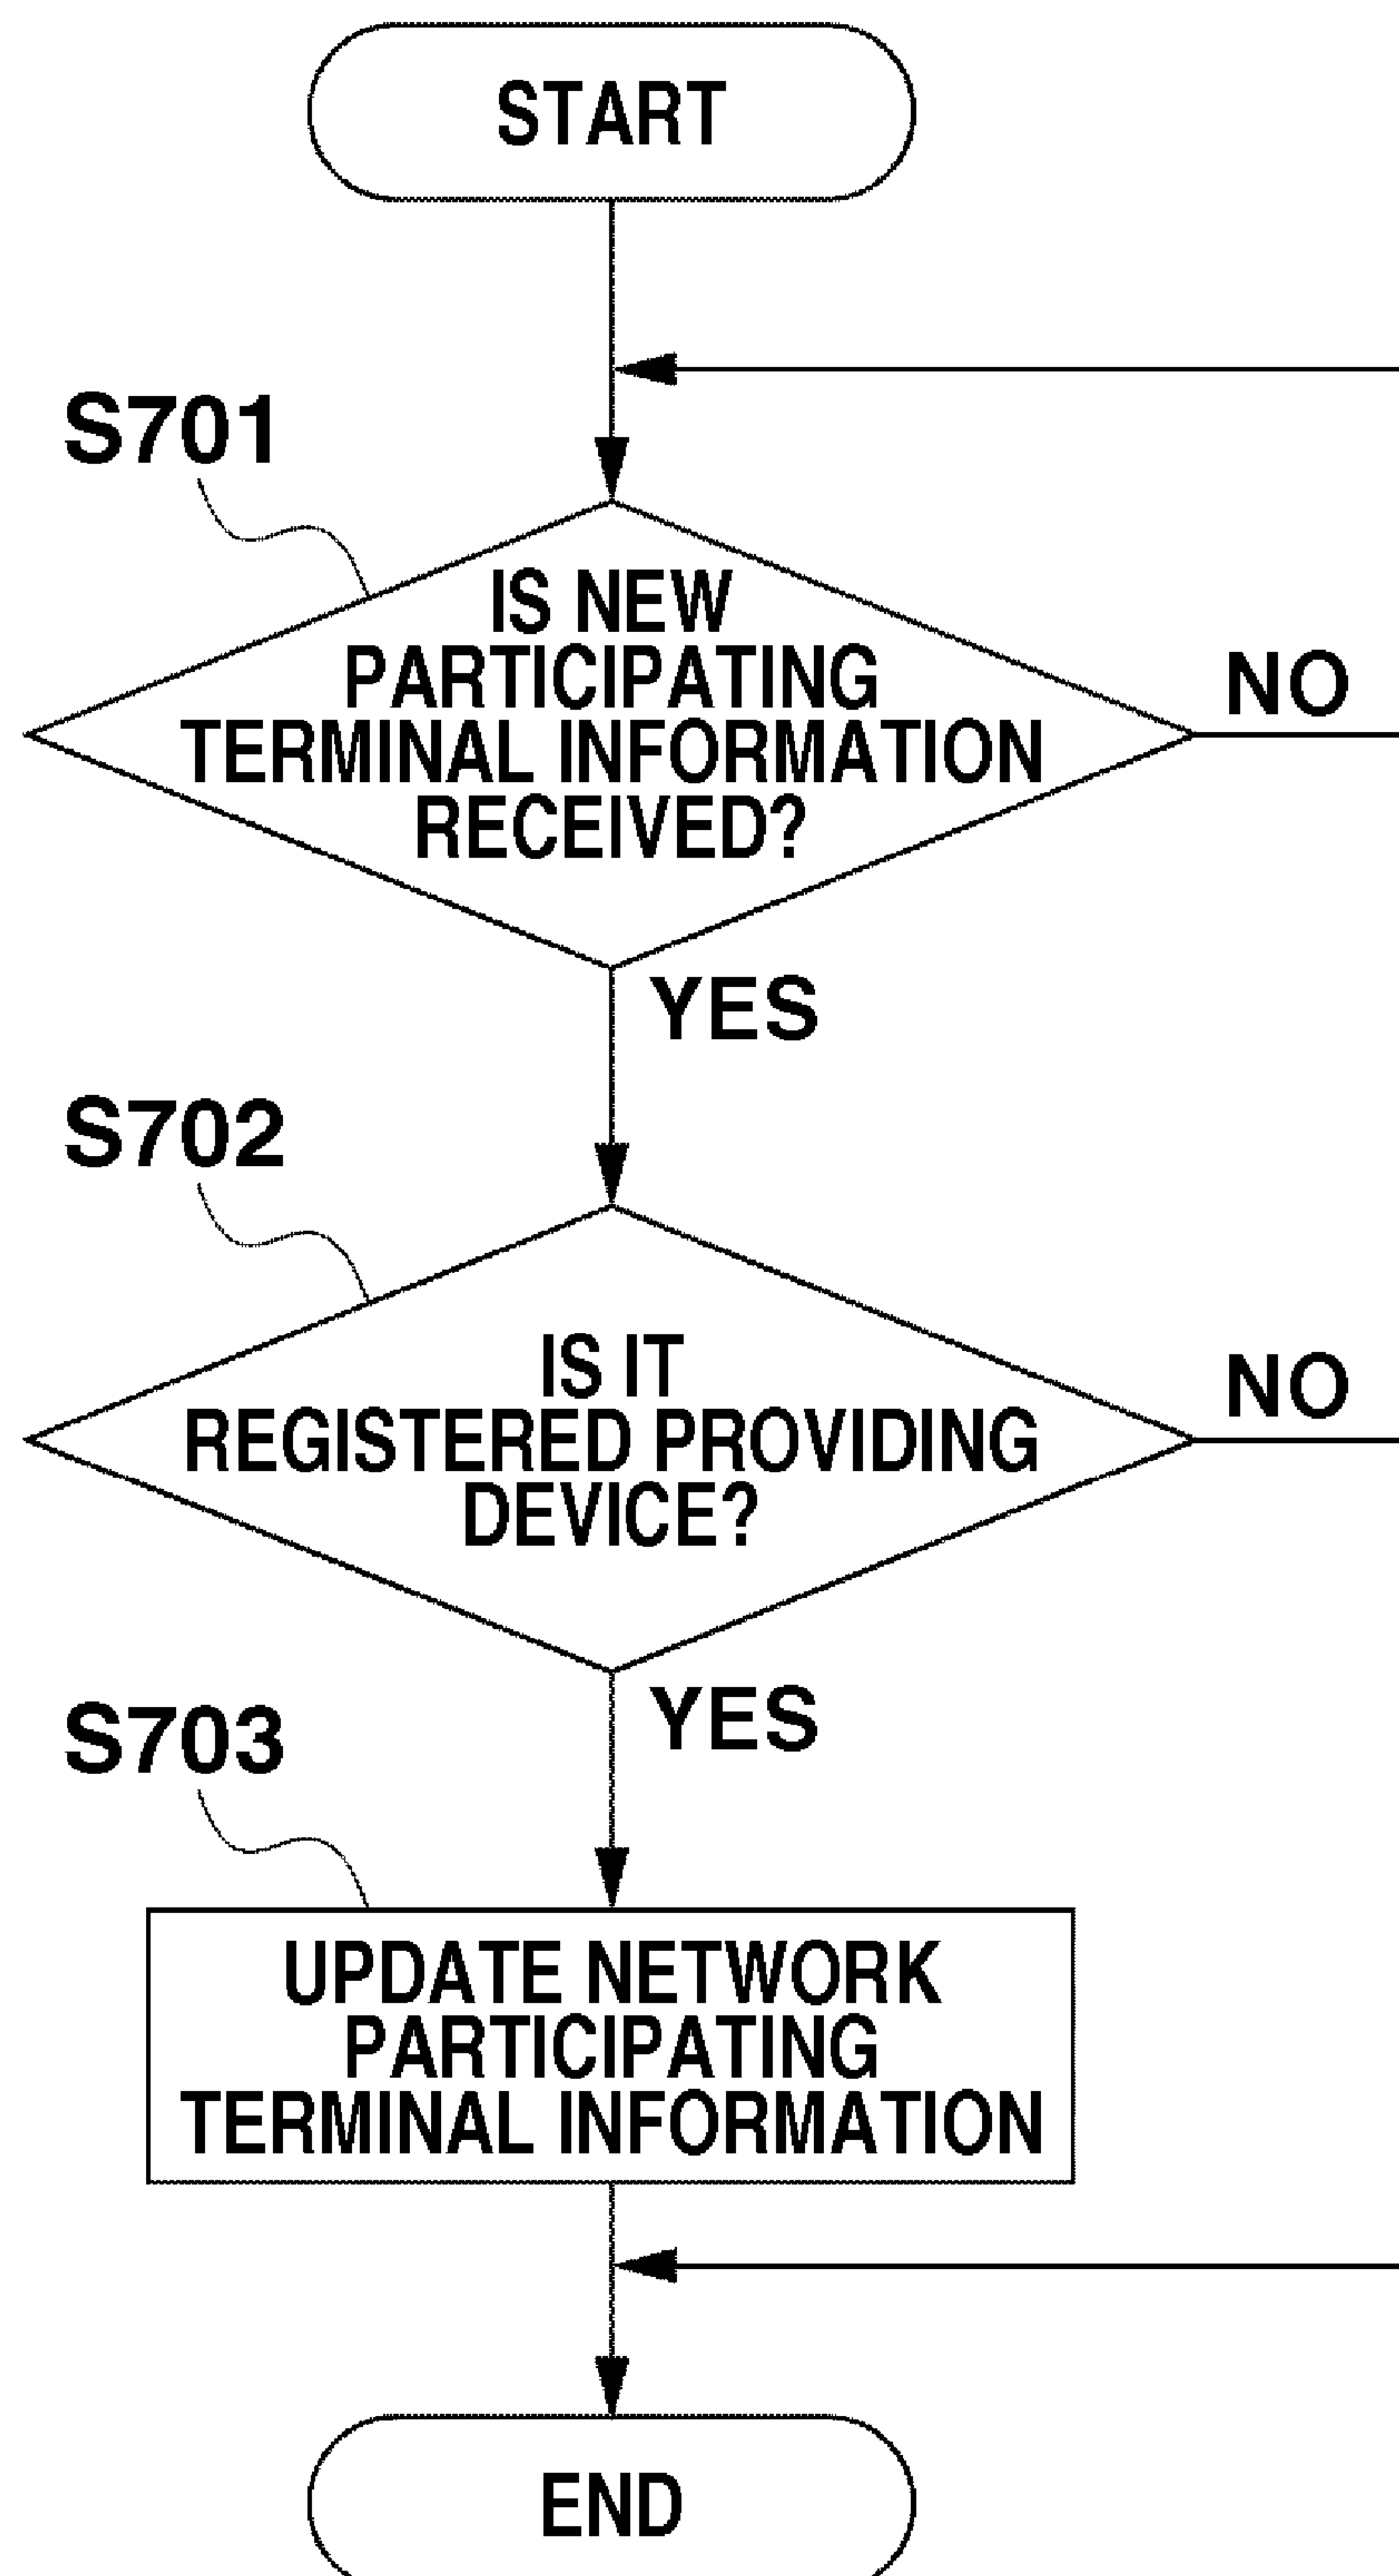 START
S701
IS NEW
PARTICIPATING
TERMINAL INFORMATION
RECEIVED?
NO
YES
S702
IS IT
REGISTERED PROVIDING
DEVICE?
NO
YES
S703
UPDATE NETWORK
PARTICIPATING
TERMINAL INFORMATION
END